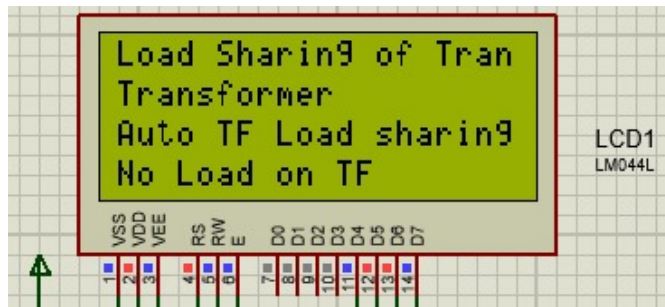 Load Sharing of Tran
Transformer
Auto TF Load sharing
No Load on TF
LCD1
LM044L
VSS
VDD
VEE
RS
RW
E
D0
D1
D2
D3
D4
D5
D6
D7
1
2
3
4
5
6
7
8
9
10
11
12
13
14